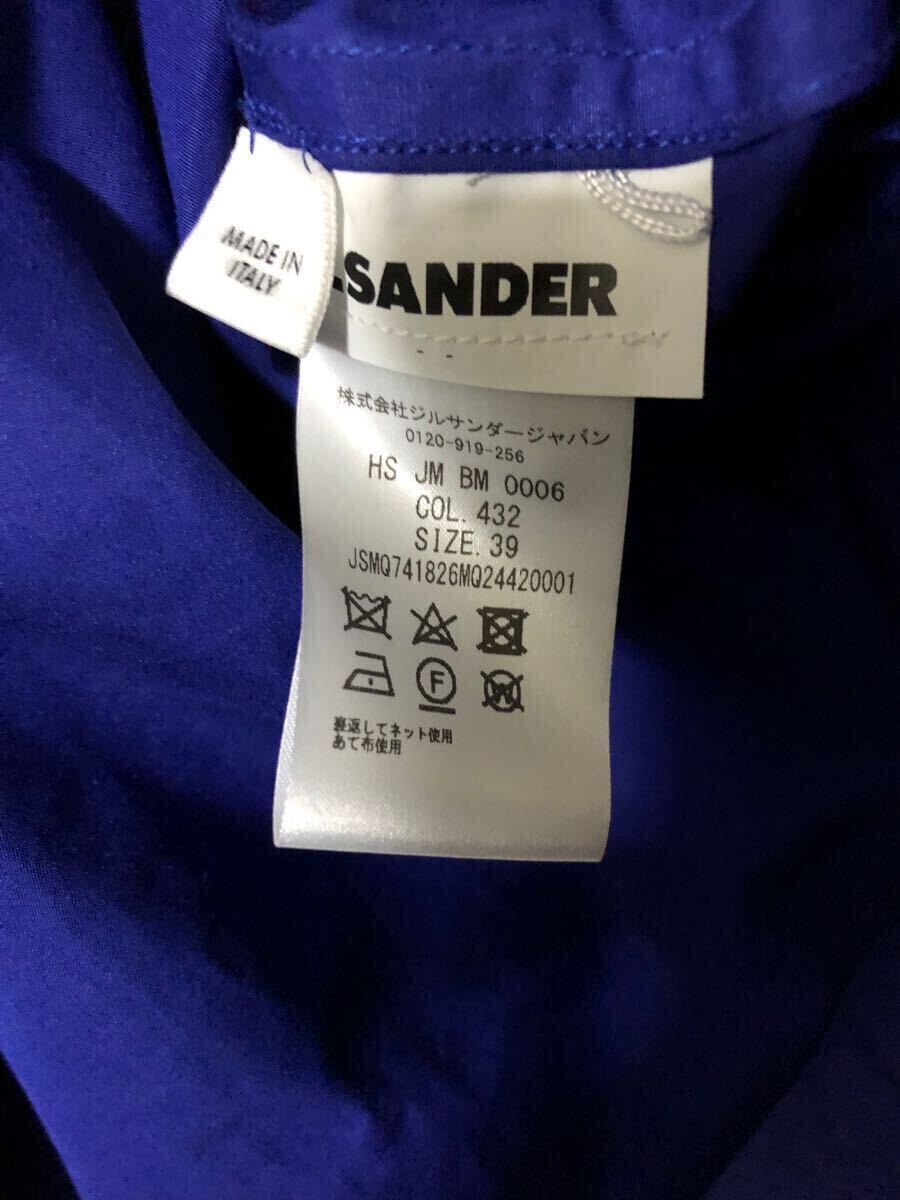 MADE IN
ITALY
SANDER
株式会社ジルサンダージャパン
0120-919-256
HS JM BM 0006
COL. 432
SIZE. 39
JSMQ741826MQ24420001
F
W
裏返してネット使用
あて布使用